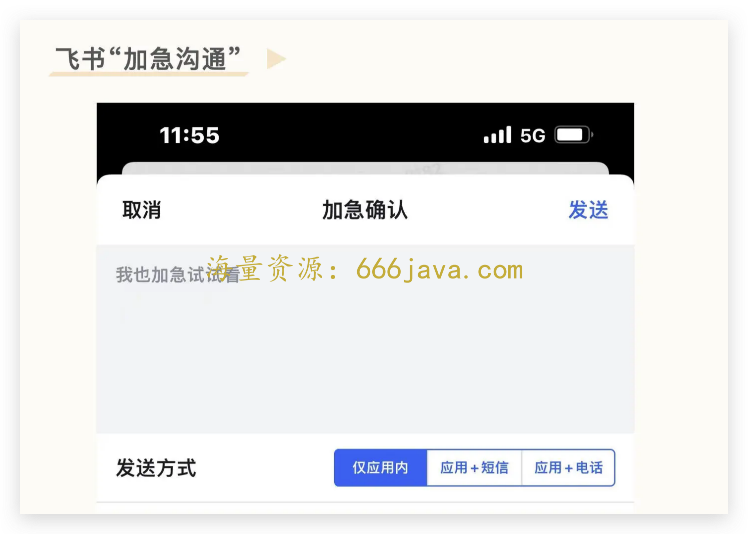 飞书“加急沟通”
11:55 5G
取消 加急确认 发送
我也加急试试看
海量资源：666java.com
发送方式 仅应用内 应用+短信 应用+电话